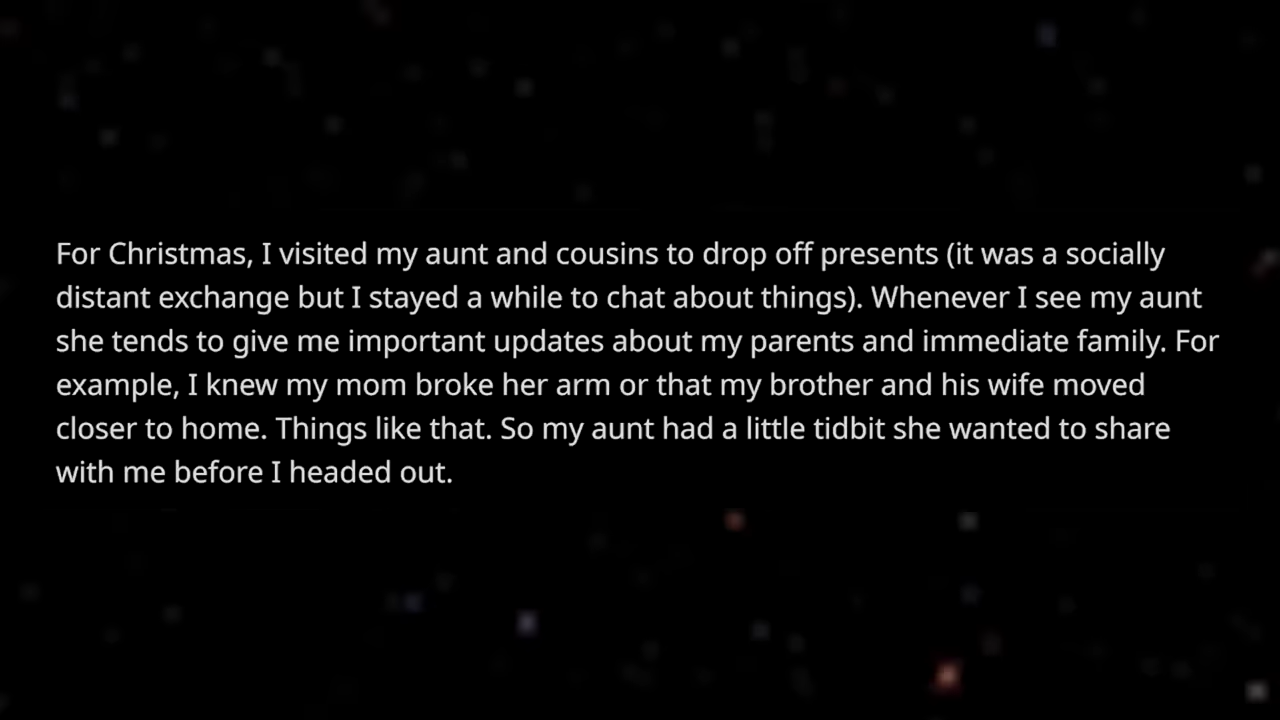 For Christmas, I visited my aunt and cousins to drop off presents (it was a socially
distant exchange but I stayed a while to chat about things). Whenever I see my aunt
she tends to give me important updates about my parents and immediate family. For
example, I knew my mom broke her arm or that my brother and his wife moved
closer to home. Things like that. So my aunt had a little tidbit she wanted to share
with me before I headed out.